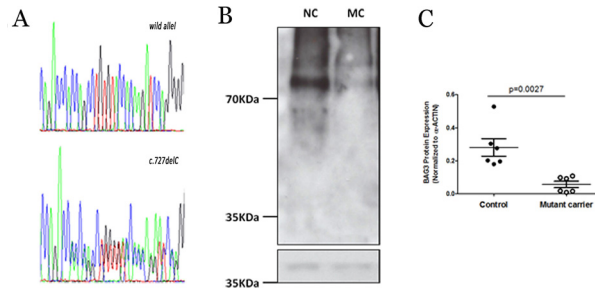 A
wild allel
c.727delC
B
NC MC
70KDa
35KDa
35KDa
C
p=0.0027
BAG3 Protein Expression
(Normalized to α-ACTIN)
0.6
0.4
0.2
0.0
Control Mutant carrier